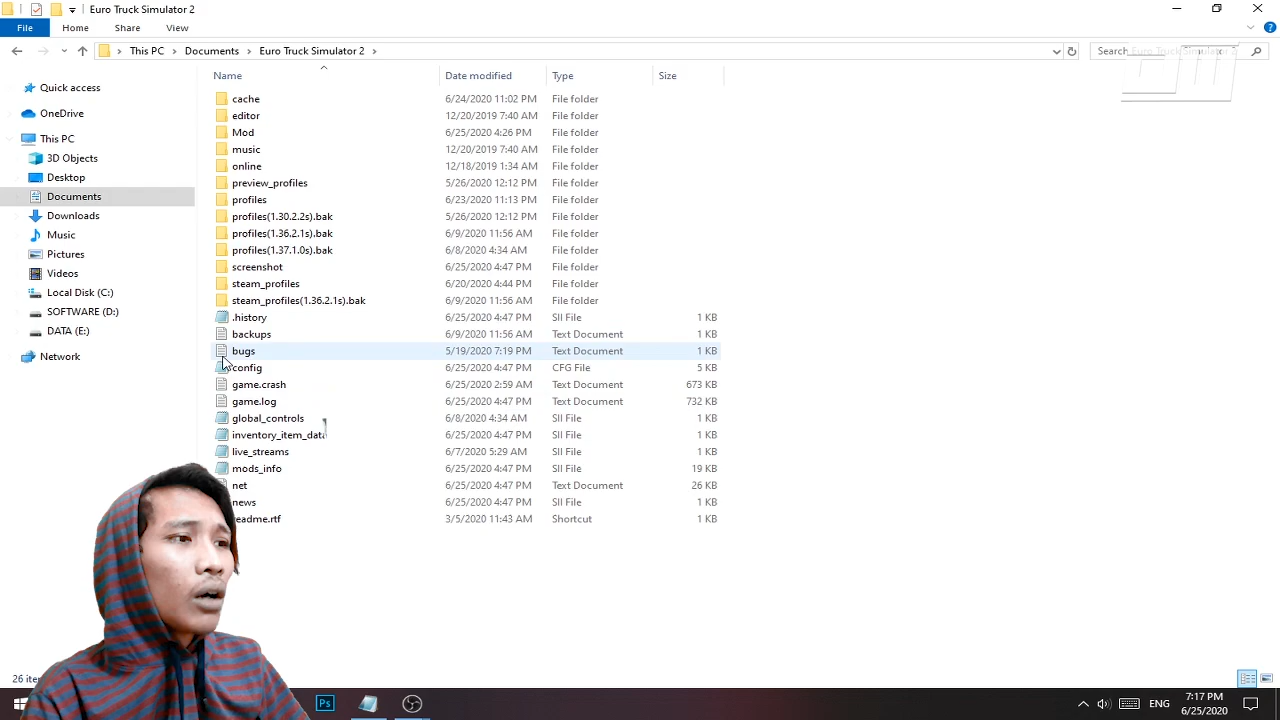 Euro Truck Simulator 2
File Home Share View
This PC Documents Euro Truck Simulator 2
Search Euro Truck Simulator 2
Name Date modified Type Size
Quick access
OneDrive
This PC
3D Objects
Desktop
Documents
Downloads
Music
Pictures
Videos
Local Disk (C:)
SOFTWARE (D:)
DATA (E:)
Network
cache 6/24/2020 11:02 PM File folder
editor 12/20/2019 7:40 AM File folder
Mod 6/25/2020 4:26 PM File folder
music 12/20/2019 7:40 AM File folder
online 12/18/2019 1:34 AM File folder
preview_profiles 5/26/2020 12:12 PM File folder
profiles 6/23/2020 11:13 PM File folder
profiles(1.30.2.2s).bak 5/26/2020 12:12 PM File folder
profiles(1.36.2.1s).bak 6/9/2020 11:56 AM File folder
profiles(1.37.1.0s).bak 6/8/2020 4:34 AM File folder
screenshot 6/25/2020 4:47 PM File folder
steam_profiles 6/20/2020 4:44 PM File folder
steam_profiles(1.36.2.1s).bak 6/9/2020 11:56 AM File folder
.history 6/25/2020 4:47 PM SII File 1 KB
backups 6/9/2020 11:56 AM Text Document 1 KB
bugs 5/19/2020 7:19 PM Text Document 1 KB
config 6/25/2020 4:47 PM CFG File 5 KB
game.crash 6/25/2020 2:59 AM Text Document 673 KB
game.log 6/25/2020 4:47 PM Text Document 732 KB
global_controls 6/8/2020 4:34 AM SII File 1 KB
inventory_item_data 6/25/2020 4:47 PM SII File 1 KB
live_streams 6/7/2020 5:29 AM SII File 1 KB
mods_info 6/25/2020 4:47 PM SII File 19 KB
net 6/25/2020 4:47 PM Text Document 26 KB
news 6/25/2020 4:47 PM SII File 1 KB
readme.rtf 3/5/2020 11:43 AM Shortcut 1 KB
26 ite
Ps
ENG
7:17 PM
6/25/2020